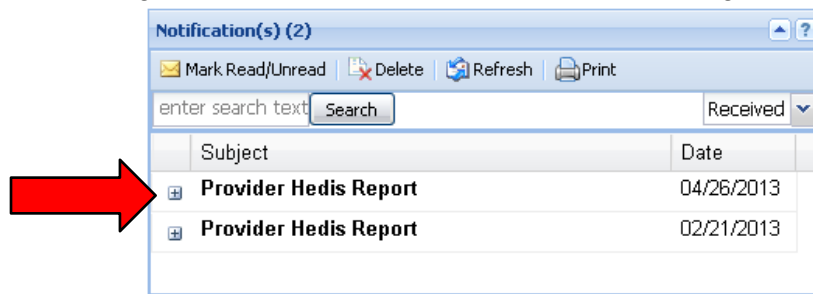 Notification(s) (2) ?
Mark Read/Unread Delete Refresh Print
enter search text Search Received
Subject Date
Provider Hedis Report 04/26/2013
Provider Hedis Report 02/21/2013